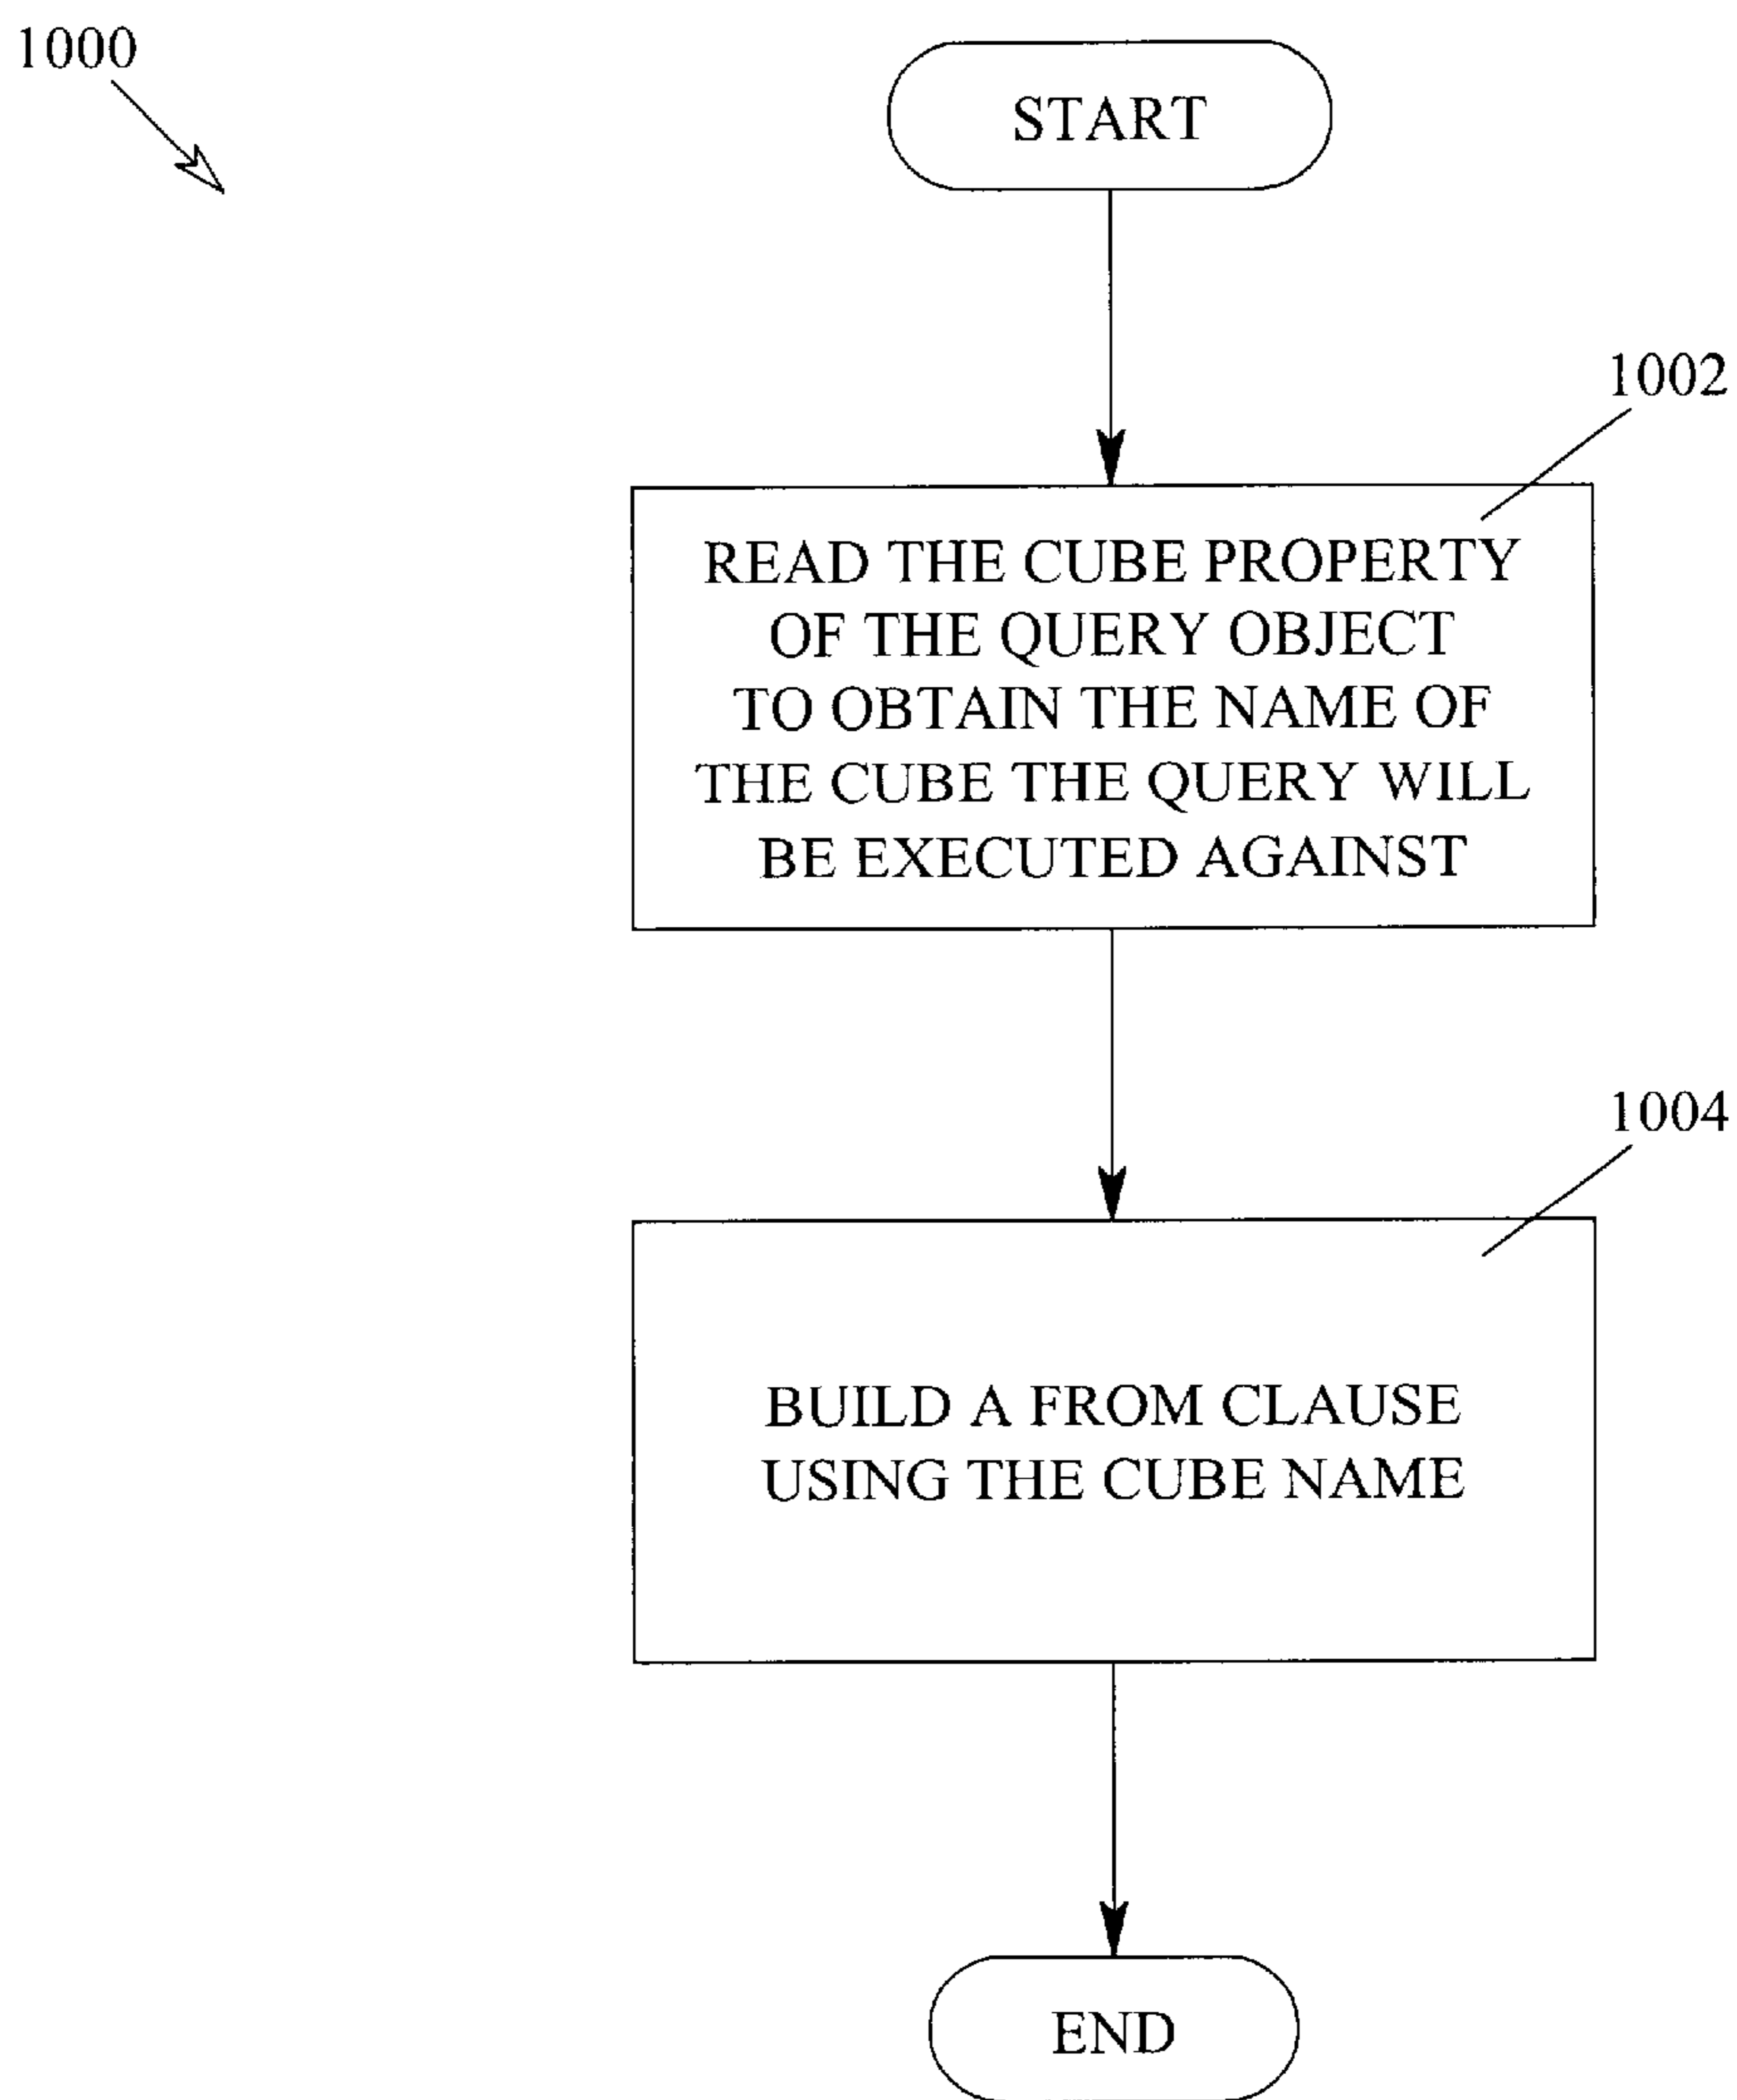 1000
START
1002
READ THE CUBE PROPERTY
OF THE QUERY OBJECT
TO OBTAIN THE NAME OF
THE CUBE THE QUERY WILL
BE EXECUTED AGAINST
1004
BUILD A FROM CLAUSE
USING THE CUBE NAME
END